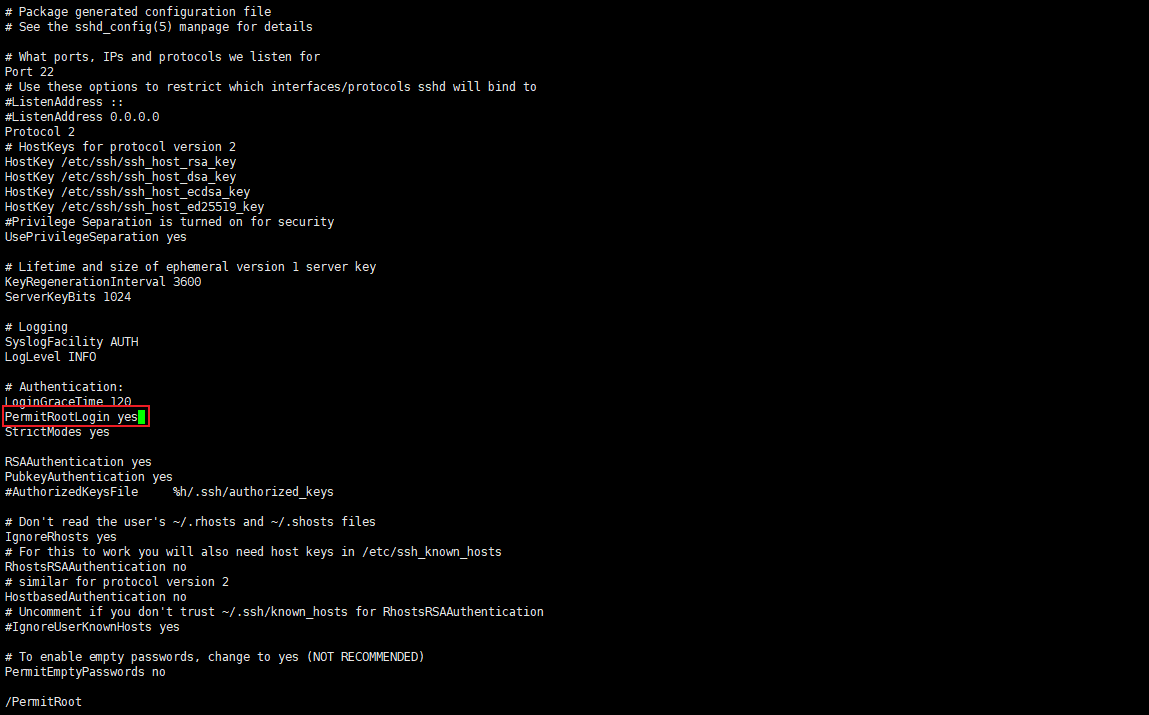 # Package generated configuration file
# See the sshd_config(5) manpage for details
# What ports, IPs and protocols we listen for
Port 22
# Use these options to restrict which interfaces/protocols sshd will bind to
#ListenAddress ::
#ListenAddress 0.0.0.0
Protocol 2
# HostKeys for protocol version 2
HostKey /etc/ssh/ssh_host_rsa_key
HostKey /etc/ssh/ssh_host_dsa_key
HostKey /etc/ssh/ssh_host_ecdsa_key
HostKey /etc/ssh/ssh_host_ed25519_key
#Privilege Separation is turned on for security
UsePrivilegeSeparation yes
# Lifetime and size of ephemeral version 1 server key
KeyRegenerationInterval 3600
ServerKeyBits 1024
# Logging
SyslogFacility AUTH
LogLevel INFO
# Authentication:
LoginGraceTime 120
PermitRootLogin yes
StrictModes yes
RSAAuthentication yes
PubkeyAuthentication yes
#AuthorizedKeysFile     %h/.ssh/authorized_keys
# Don't read the user's ~/.rhosts and ~/.shosts files
IgnoreRhosts yes
# For this to work you will also need host keys in /etc/ssh_known_hosts
RhostsRSAAuthentication no
# similar for protocol version 2
HostbasedAuthentication no
# Uncomment if you don't trust ~/.ssh/known_hosts for RhostsRSAAuthentication
#IgnoreUserKnownHosts yes
# To enable empty passwords, change to yes (NOT RECOMMENDED)
PermitEmptyPasswords no
/PermitRoot